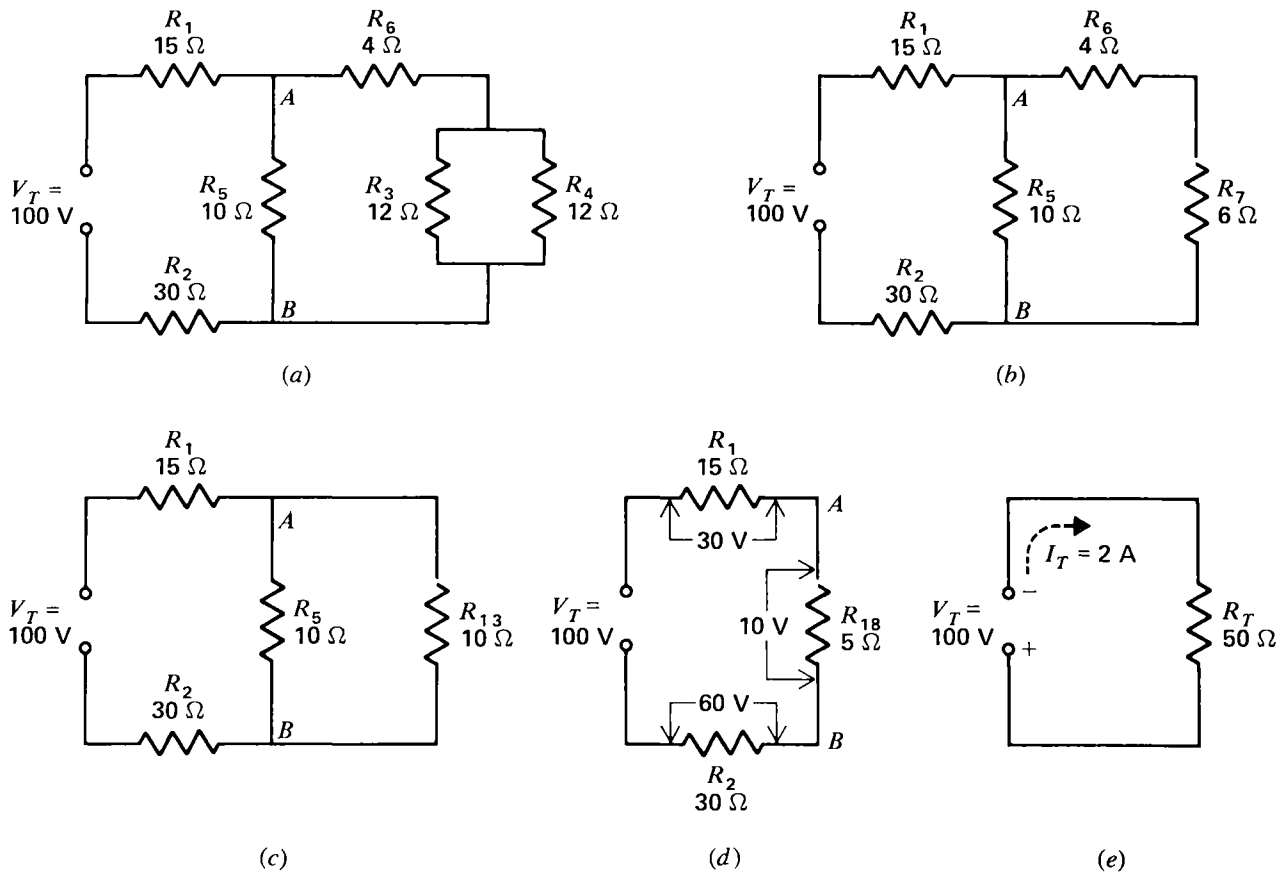 R1
15 Ω
R6
4 Ω
A
VT =
100 V
R5
10 Ω
R3
12 Ω
R4
12 Ω
R2
30 Ω
B
(a)
R1
15 Ω
R6
4 Ω
A
VT =
100 V
R5
10 Ω
R7
6 Ω
R2
30 Ω
B
(b)
R1
15 Ω
A
VT =
100 V
R5
10 Ω
R13
10 Ω
R2
30 Ω
B
(c)
R1
15 Ω
A
30 V
VT =
100 V
10 V
R18
5 Ω
60 V
B
R2
30 Ω
(d)
IT = 2 A
VT =
100 V
−
+
RT
50 Ω
(e)